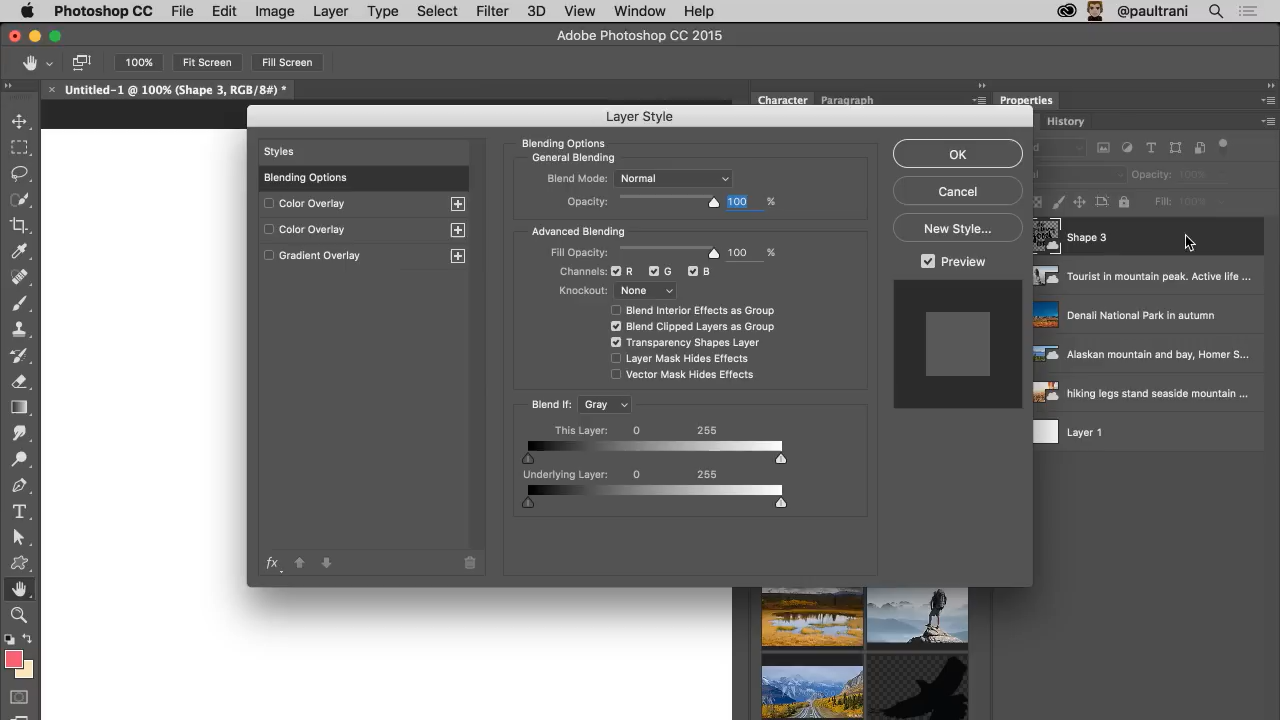 Photoshop CC File Edit Image Layer Type Select Filter 3D View Window Help @paultrani
Adobe Photoshop CC 2015
100% Fit Screen Fill Screen
Untitled-1 @ 100% (Shape 3, RGB/8#) *
Character Paragraph Properties
Layer Style
History
Styles
Blending Options
Color Overlay
Color Overlay
Gradient Overlay
fx
Blending Options
General Blending
Blend Mode: Normal
Opacity: 100 %
Advanced Blending
Fill Opacity: 100 %
Channels: R G B
Knockout: None
Blend Interior Effects as Group
Blend Clipped Layers as Group
Transparency Shapes Layer
Layer Mask Hides Effects
Vector Mask Hides Effects
Blend If: Gray
This Layer: 0 255
Underlying Layer: 0 255
OK
Cancel
New Style...
Preview
Opacity: 100%
Fill: 100%
Shape 3
Tourist in mountain peak. Active life ...
Denali National Park in autumn
Alaskan mountain and bay, Homer S...
hiking legs stand seaside mountain ...
Layer 1